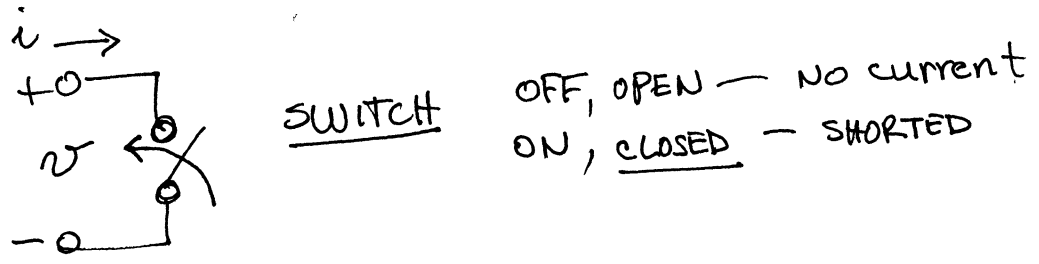 i →
+
v
−
SWITCH
OFF, OPEN — NO current
ON, CLOSED — SHORTED